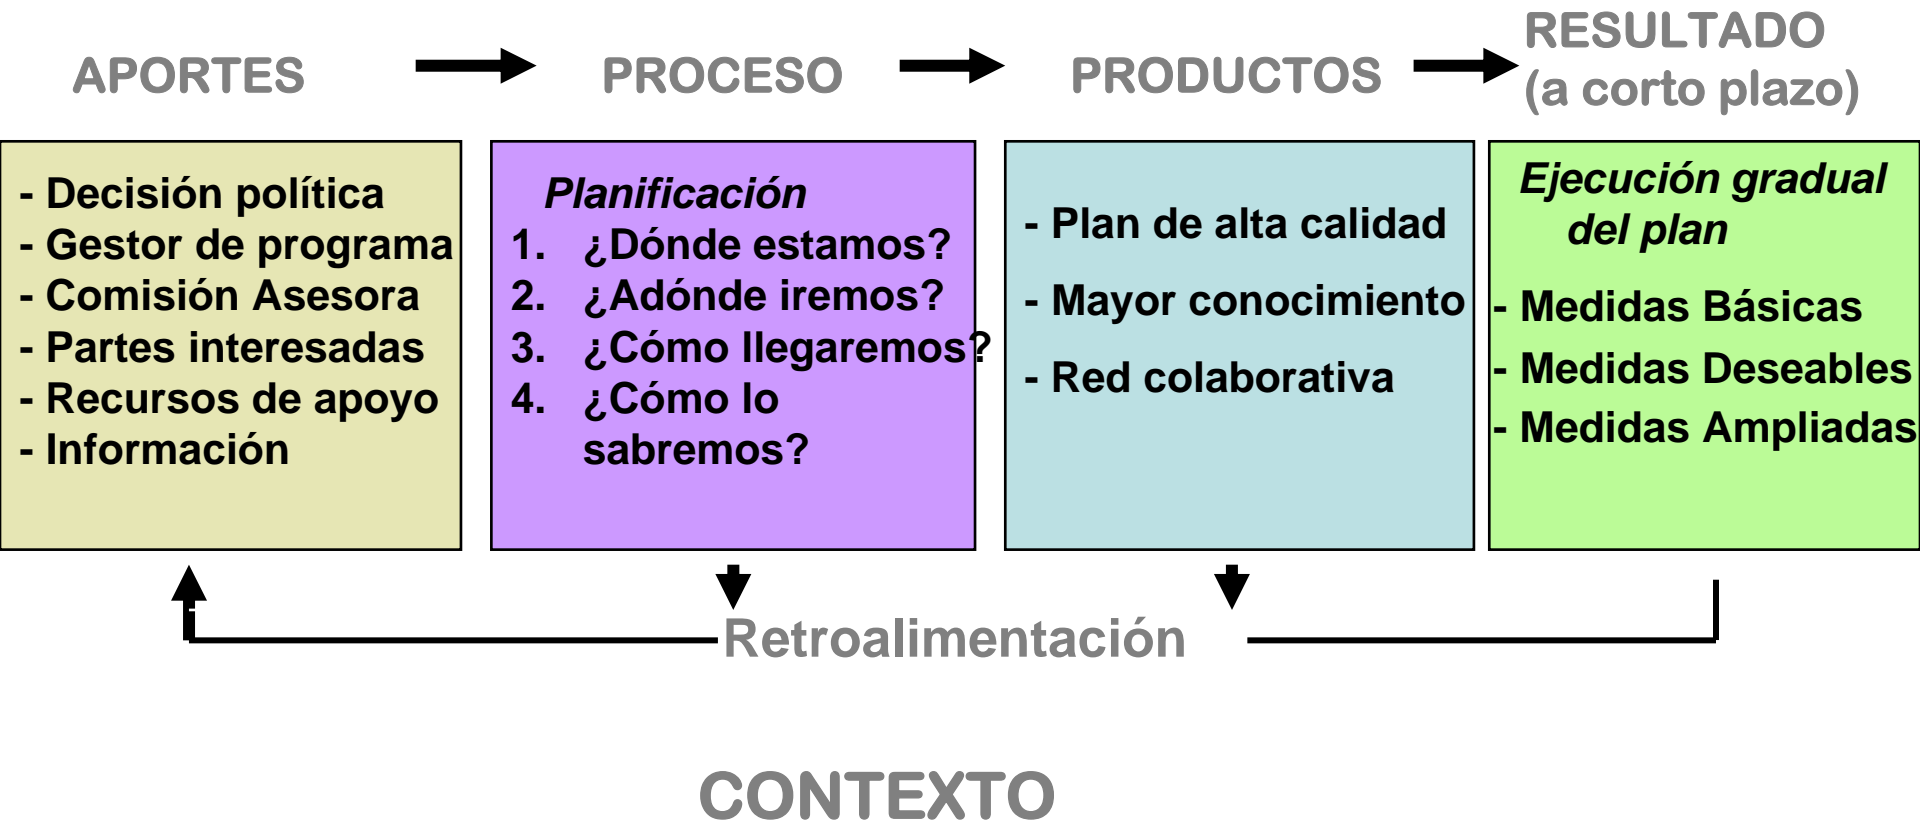 APORTES
PROCESO
PRODUCTOS
RESULTADO
(a corto plazo)
- Decisión política
- Gestor de programa
- Comisión Asesora
- Partes interesadas
- Recursos de apoyo
- Información
Planificación
1. ¿Dónde estamos?
2. ¿Adónde iremos?
3. ¿Cómo llegaremos?
4. ¿Cómo lo
sabremos?
- Plan de alta calidad
- Mayor conocimiento
- Red colaborativa
Ejecución gradual
del plan
- Medidas Básicas
- Medidas Deseables
- Medidas Ampliadas
Retroalimentación
CONTEXTO